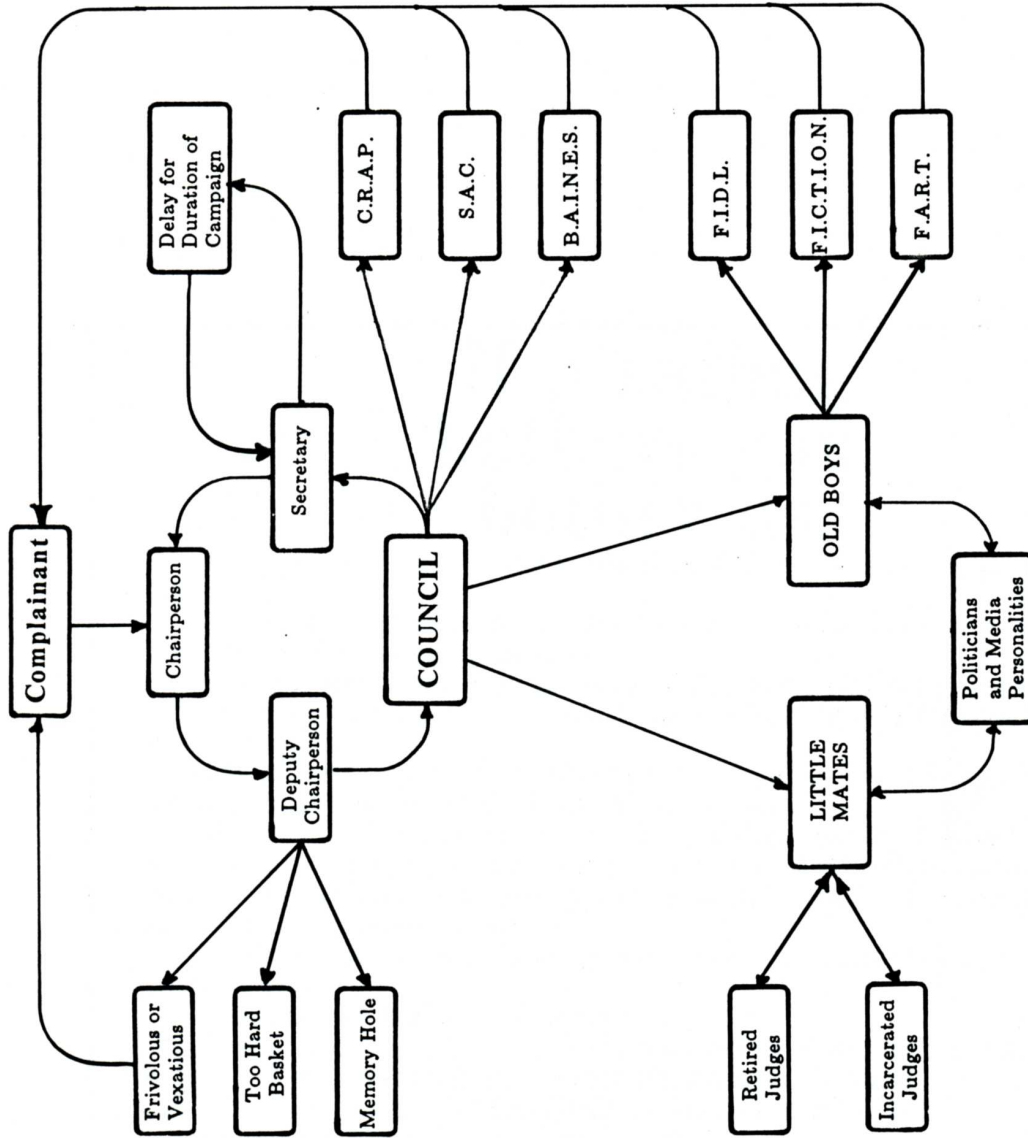 Complainant
Chairperson
Delay for
Duration of
Campaign
Secretary
Deputy
Chairperson
Frivolous or
Vexatious
Too Hard
Basket
Memory Hole
COUNCIL
C.R.A.P.
S.A.C.
B.A.I.N.E.S.
LITTLE
MATES
OLD BOYS
F.I.D.L.
F.I.C.T.I.O.N.
F.A.R.T.
Retired
Judges
Incarcerated
Judges
Politicians
and Media
Personalities